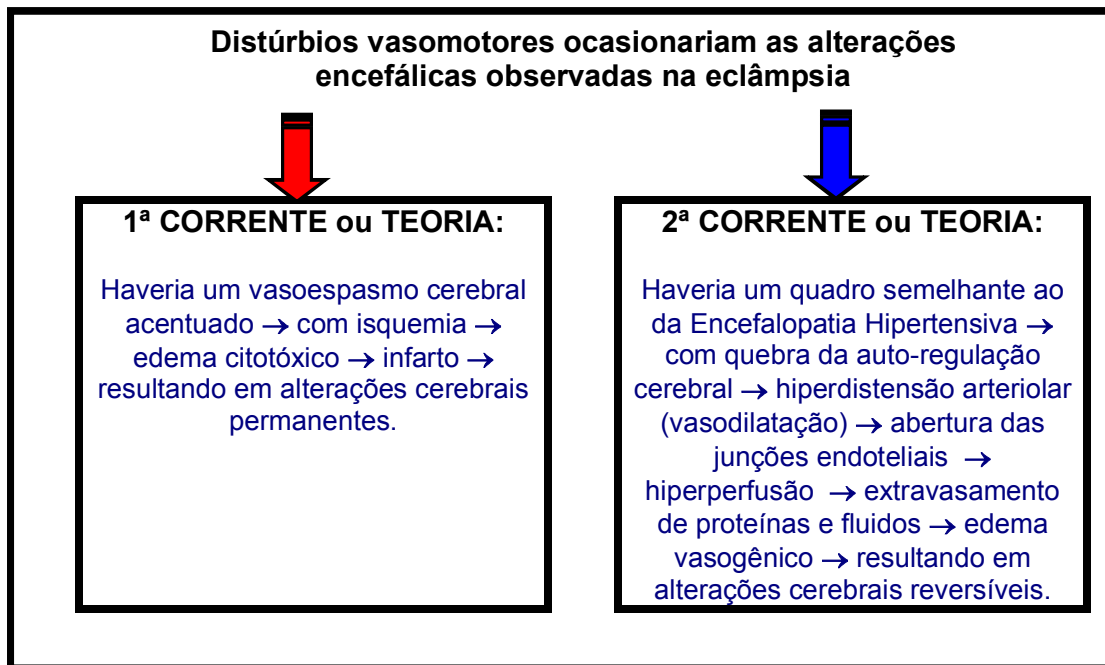 Distúrbios vasomotores ocasionariam as alterações
encefálicas observadas na eclâmpsia
1ª CORRENTE ou TEORIA:
Haveria um vasoespasmo cerebral
acentuado → com isquemia →
edema citotóxico → infarto →
resultando em alterações cerebrais
permanentes.
2ª CORRENTE ou TEORIA:
Haveria um quadro semelhante ao
da Encefalopatia Hipertensiva →
com quebra da auto-regulação
cerebral → hiperdistensão arteriolar
(vasodilatação) → abertura das
junções endoteliais →
hiperperfusão → extravasamento
de proteínas e fluidos → edema
vasogênico → resultando em
alterações cerebrais reversíveis.